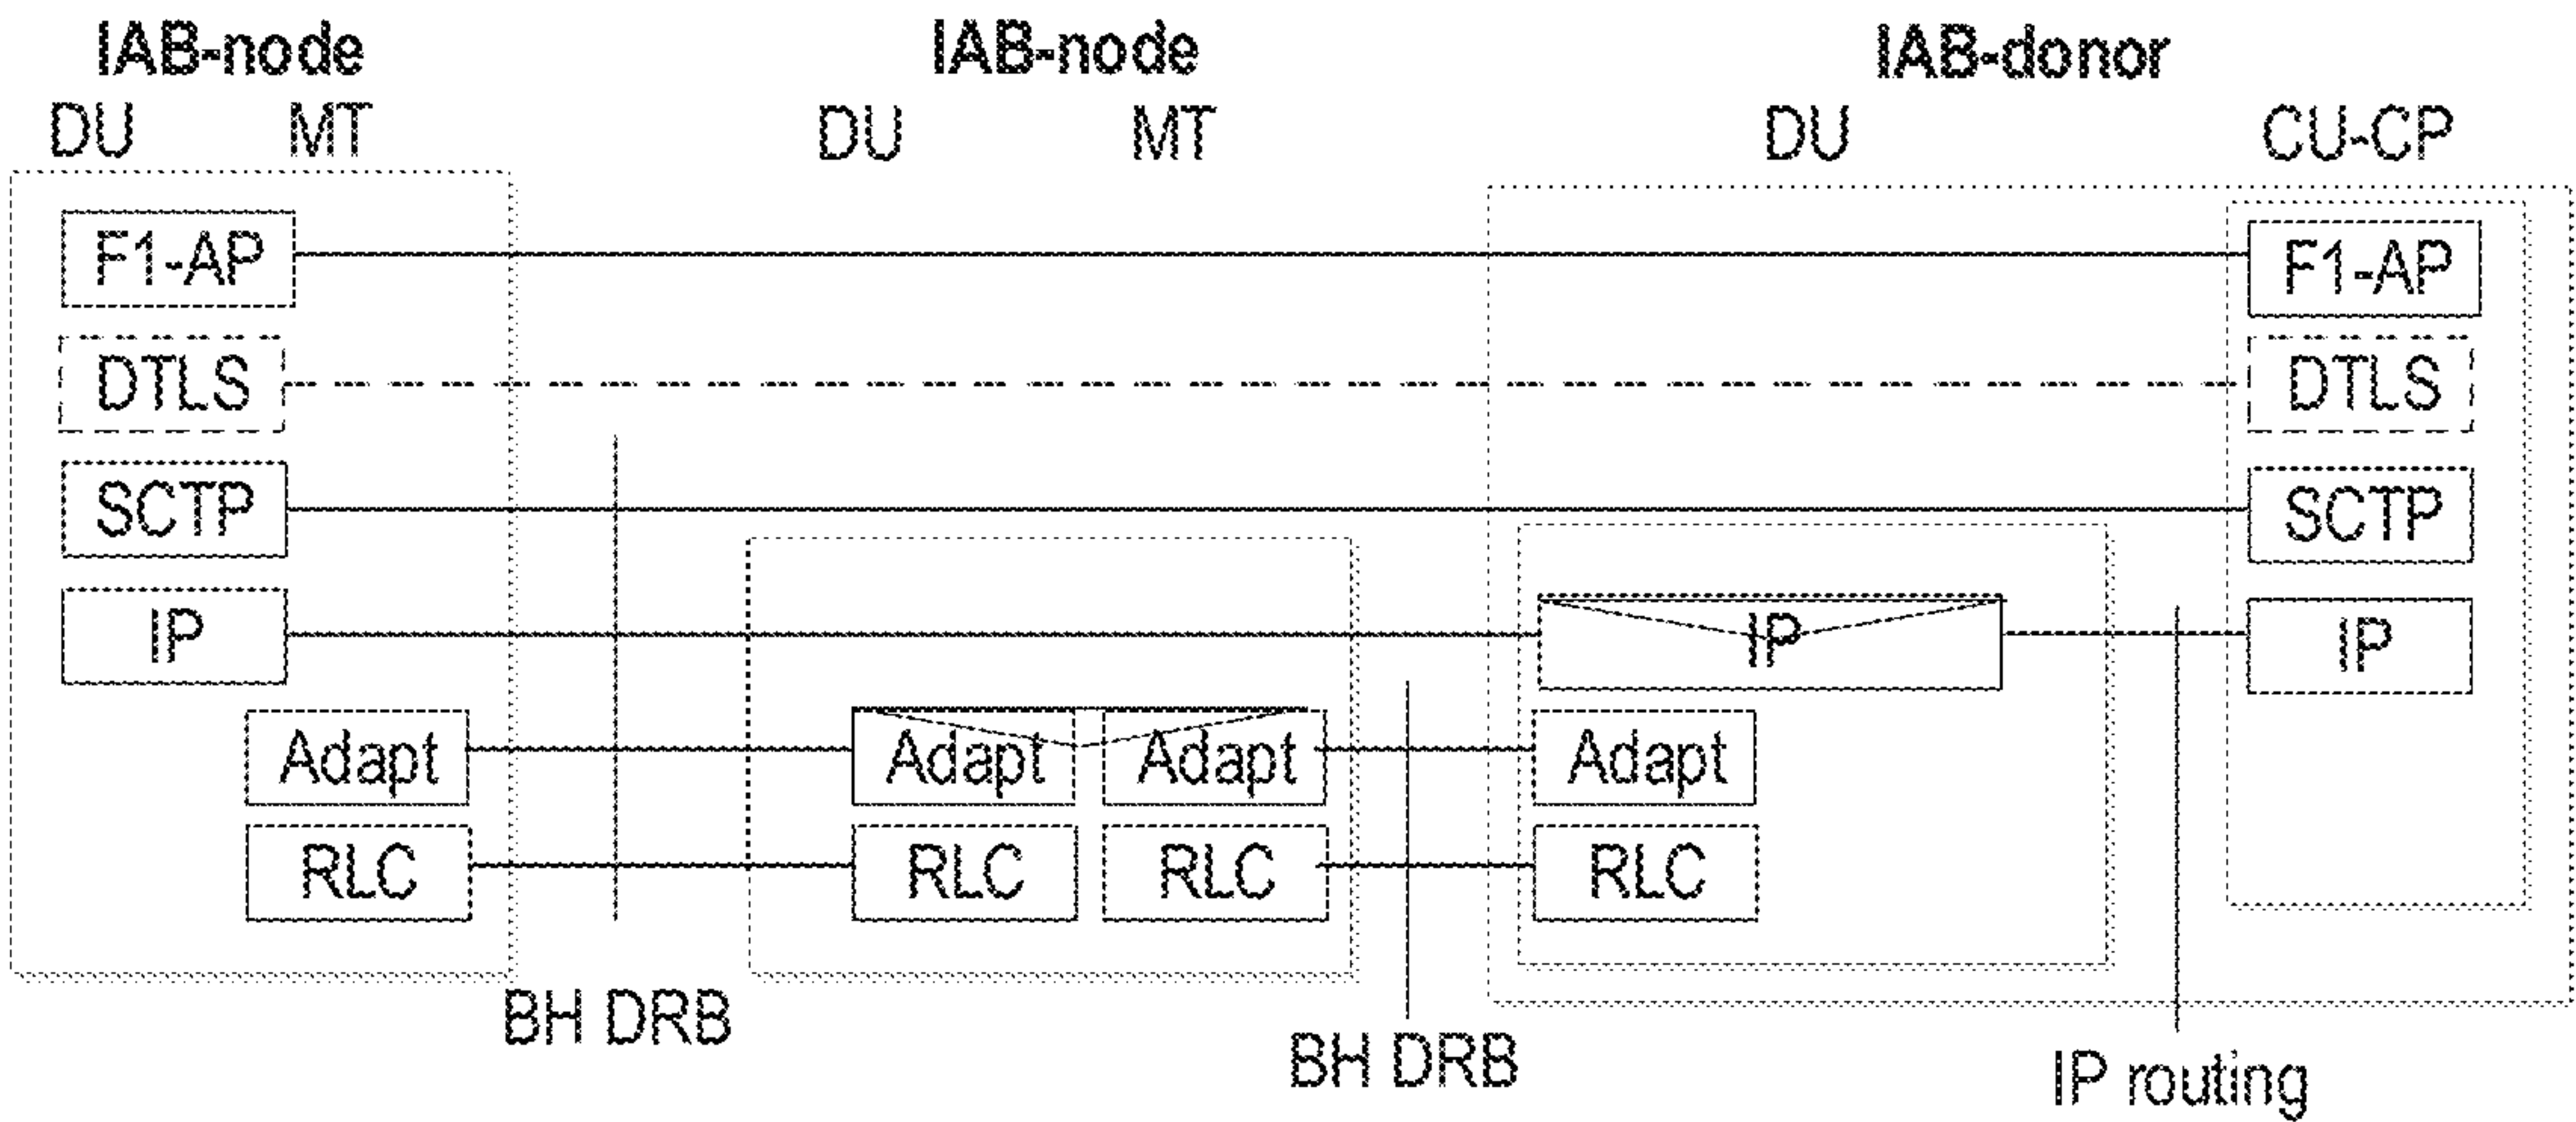 IAB-node IAB-node IAB-donor
DU MT DU MT DU CU-CP
F1-AP F1-AP
DTLS DTLS
SCTP SCTP
IP IP IP
Adapt Adapt Adapt Adapt
RLC RLC RLC RLC
BH DRB
BH DRB
IP routing